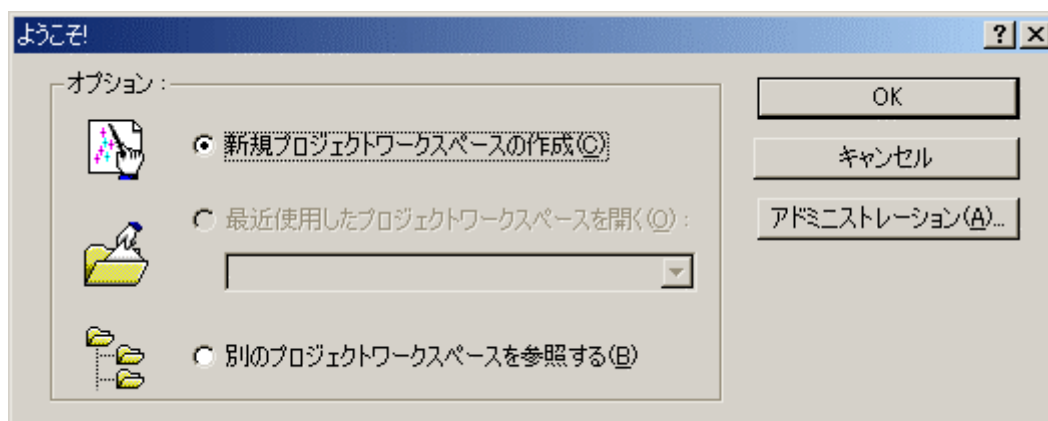 ようこそ!
オプション :
新規プロジェクトワークスペースの作成(C)
最近使用したプロジェクトワークスペースを開く(O) :
別のプロジェクトワークスペースを参照する(B)
OK
キャンセル
アドミニストレーション(A)...